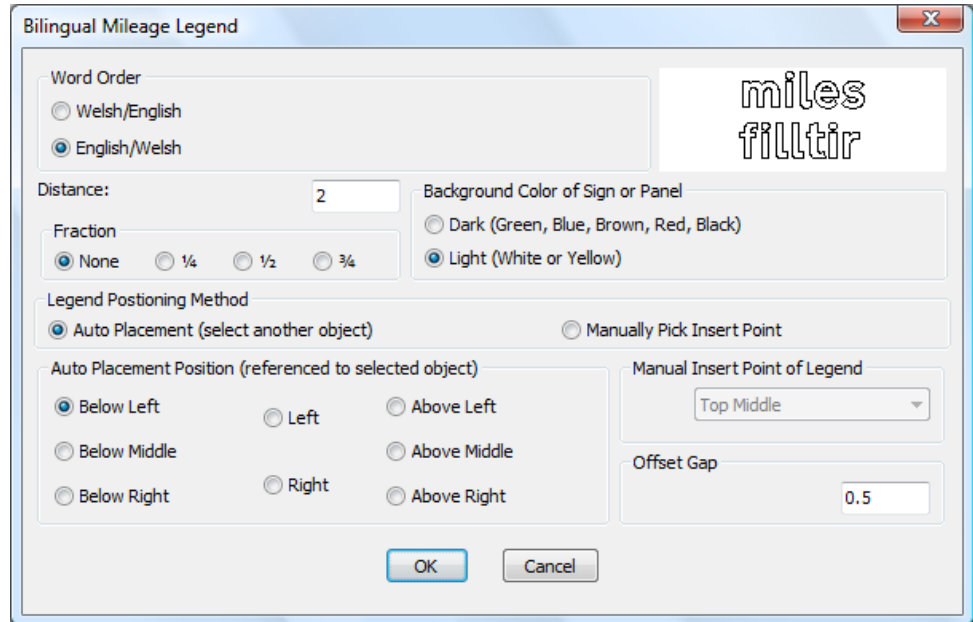 Bilingual Mileage Legend
Word Order
Welsh/English
English/Welsh
miles
filltir
Distance:
2
Fraction
None
¼
½
¾
Background Color of Sign or Panel
Dark (Green, Blue, Brown, Red, Black)
Light (White or Yellow)
Legend Postioning Method
Auto Placement (select another object)
Manually Pick Insert Point
Auto Placement Position (referenced to selected object)
Below Left
Left
Above Left
Below Middle
Above Middle
Below Right
Right
Above Right
Manual Insert Point of Legend
Top Middle
Offset Gap
0.5
OK
Cancel